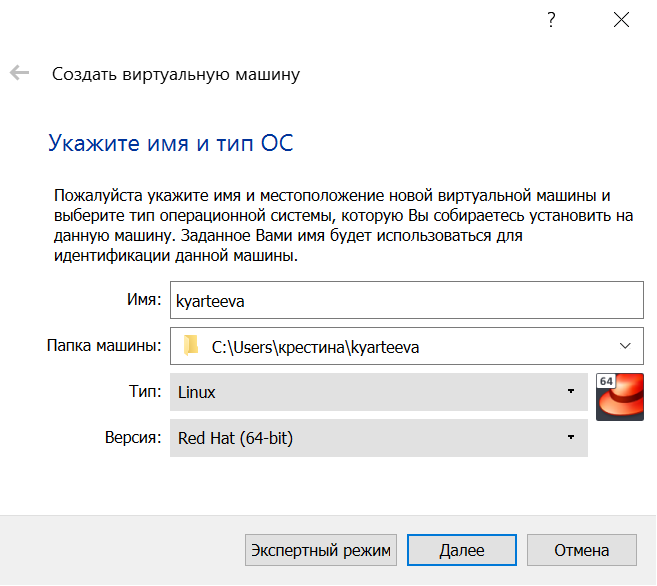 ?
Создать виртуальную машину
Укажите имя и тип ОС
Пожалуйста укажите имя и местоположение новой виртуальной машины и
выберите тип операционной системы, которую Вы собираетесь установить на
данную машину. Заданное Вами имя будет использоваться для
идентификации данной машины.
Имя: kyarteeva
Папка машины: C:\Users\крестина\kyarteeva
Тип: Linux
64
Версия: Red Hat (64-bit)
Экспертный режим Далее Отмена